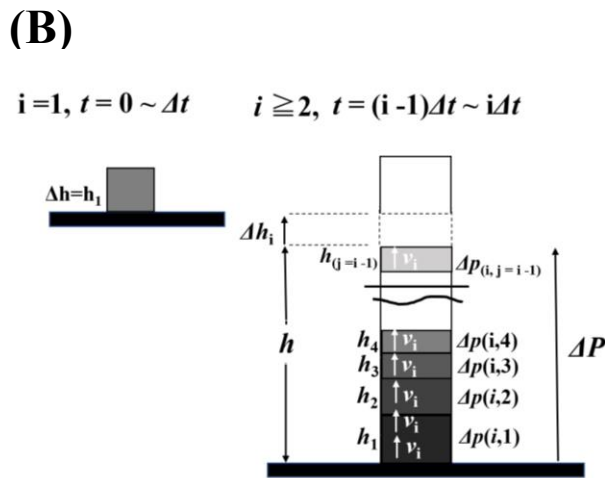 (B)
i =1, t = 0 ~ Δt
i ≧2, t = (i -1)Δt ~ iΔt
Δh=h₁
Δhᵢ
h₍ⱼ ₌ ᵢ ₋₁₎ vᵢ Δp₍ᵢ, ⱼ ₌ ᵢ ₋₁₎
h
ΔP
h₄ vᵢ Δp(i,4)
h₃ vᵢ Δp(i,3)
h₂ vᵢ Δp(i,2)
vᵢ
h₁ vᵢ Δp(i,1)